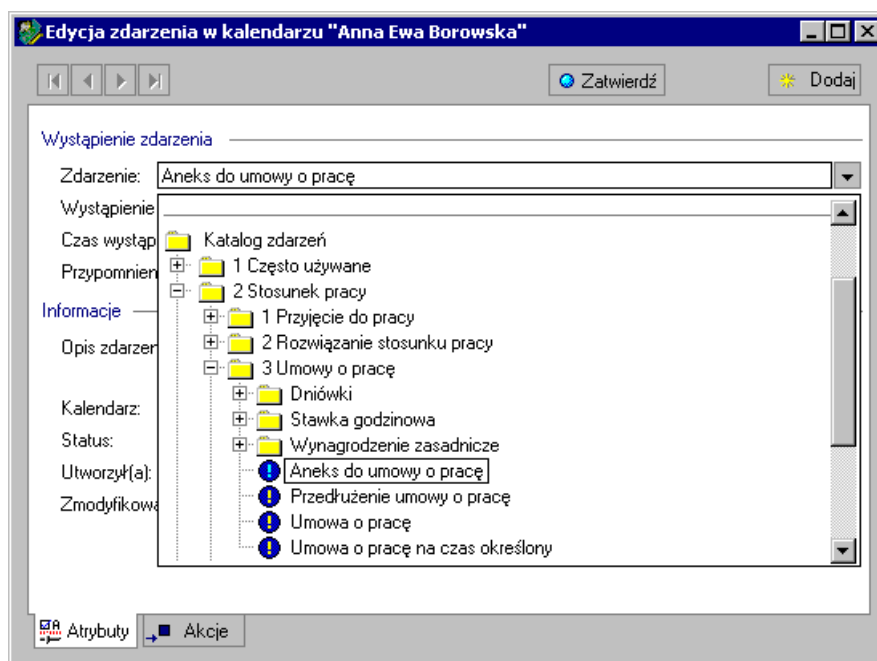 Edycja zdarzenia w kalendarzu "Anna Ewa Borowska"
Zatwierdź
Dodaj
Wystąpienie zdarzenia
Zdarzenie: Aneks do umowy o pracę
Wystąpienie
Czas wystąp
Katalog zdarzeń
Przypomnien
1 Często używane
2 Stosunek pracy
Informacje
1 Przyjęcie do pracy
Opis zdarzer
2 Rozwiązanie stosunku pracy
3 Umowy o pracę
Dniówki
Kalendarz:
Stawka godzinowa
Status:
Wynagrodzenie zasadnicze
Utworzył(a):
Aneks do umowy o pracę
Zmodyfikowa
Przedłużenie umowy o pracę
Umowa o pracę
Umowa o pracę na czas określony
Atrybuty
Akcje